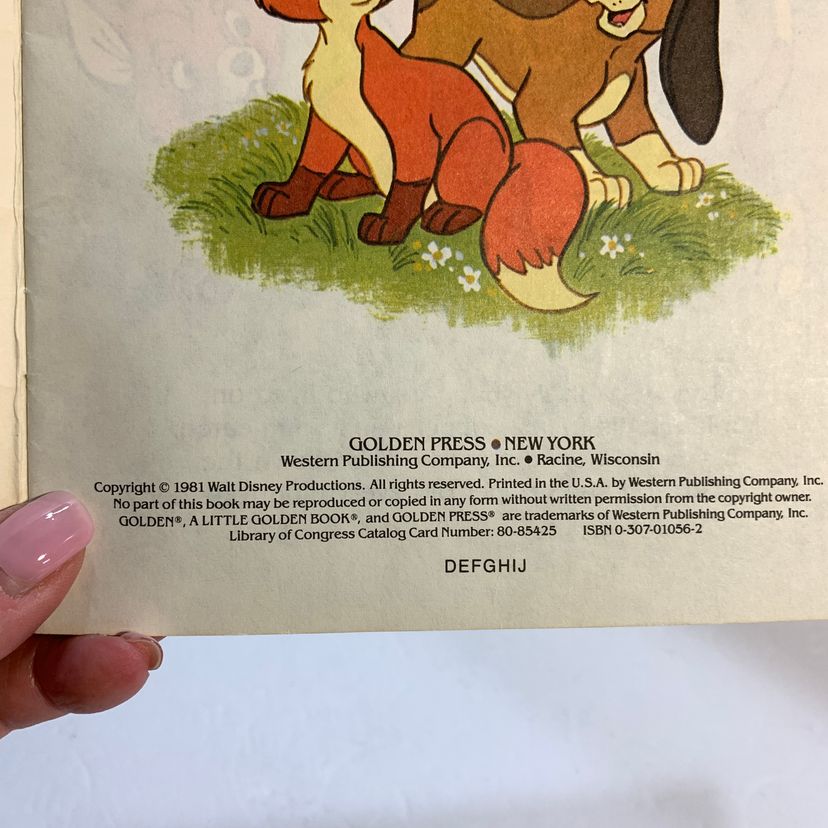 GOLDEN PRESS ● NEW YORK
Western Publishing Company, Inc. ● Racine, Wisconsin
Copyright © 1981 Walt Disney Productions. All rights reserved. Printed in the U.S.A. by Western Publishing Company, Inc.
No part of this book may be reproduced or copied in any form without written permission from the copyright owner.
GOLDEN®, A LITTLE GOLDEN BOOK®, and GOLDEN PRESS® are trademarks of Western Publishing Company, Inc.
Library of Congress Catalog Card Number: 80-85425 ISBN 0-307-01056-2
DEFGHIJ